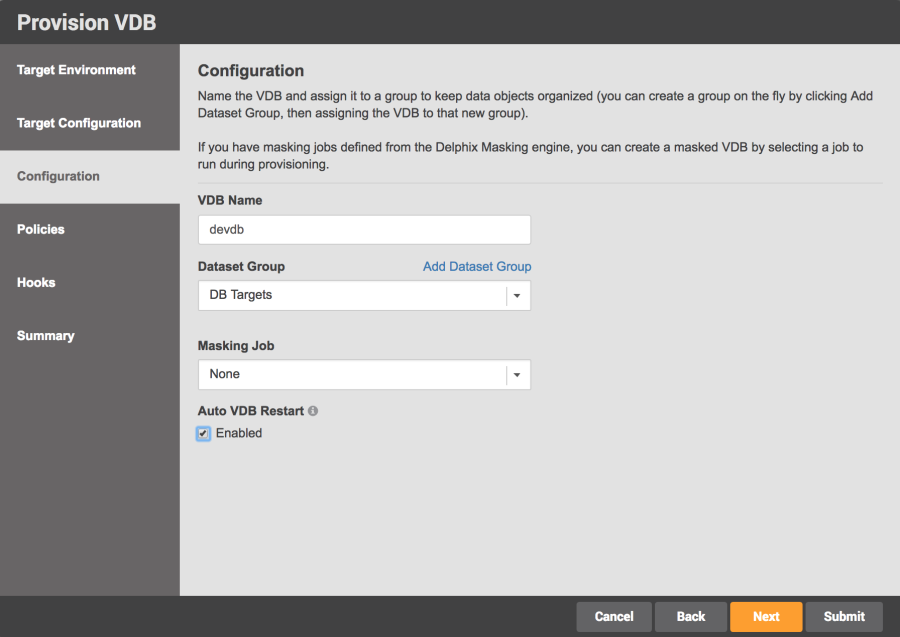 Provision VDB
Target Environment
Target Configuration
Configuration
Policies
Hooks
Summary
Configuration
Name the VDB and assign it to a group to keep data objects organized (you can create a group on the fly by clicking Add
Dataset Group, then assigning the VDB to that new group).
If you have masking jobs defined from the Delphix Masking engine, you can create a masked VDB by selecting a job to
run during provisioning.
VDB Name
devdb
Dataset Group Add Dataset Group
DB Targets
Masking Job
None
Auto VDB Restart
Enabled
Cancel Back Next Submit